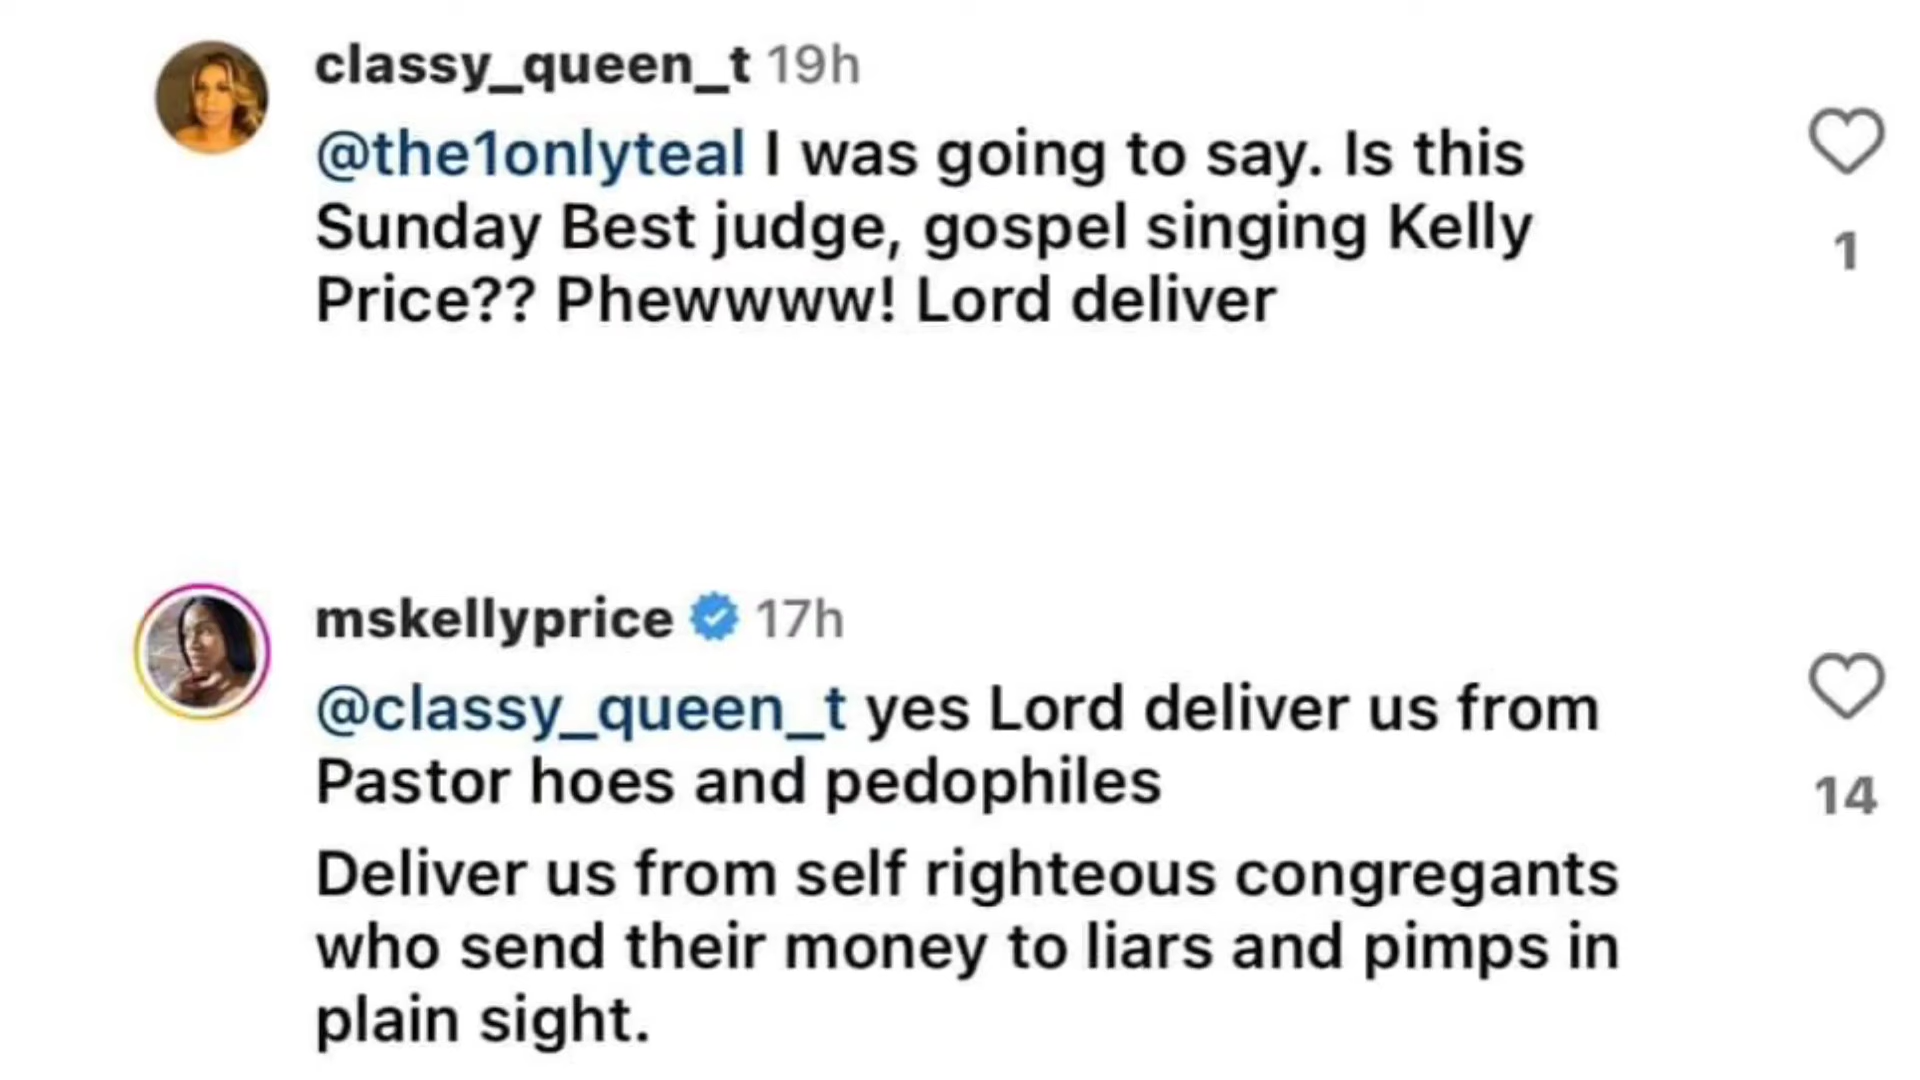 classy_queen_t 19h
@the1onlyteal I was going to say. Is this
Sunday Best judge, gospel singing Kelly
Price?? Phewwww! Lord deliver
1
mskellyprice 17h
@classy_queen_t yes Lord deliver us from
Pastor hoes and pedophiles
14
Deliver us from self righteous congregants
who send their money to liars and pimps in
plain sight.